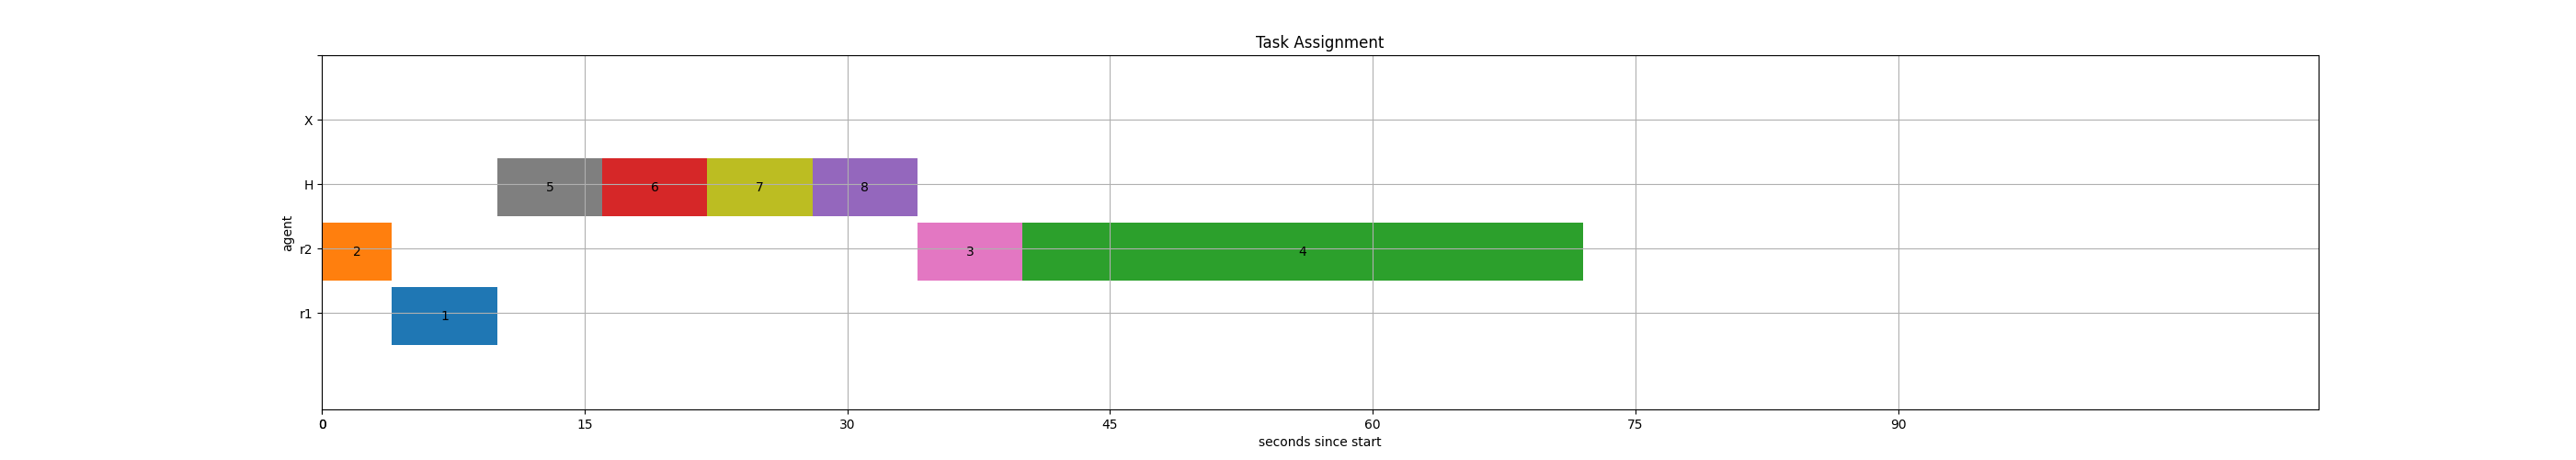 Task Assignment
X
H
r2
r1
agent
5 6 7 8
2 3 4
1
0 15 30 45 60 75 90
seconds since start